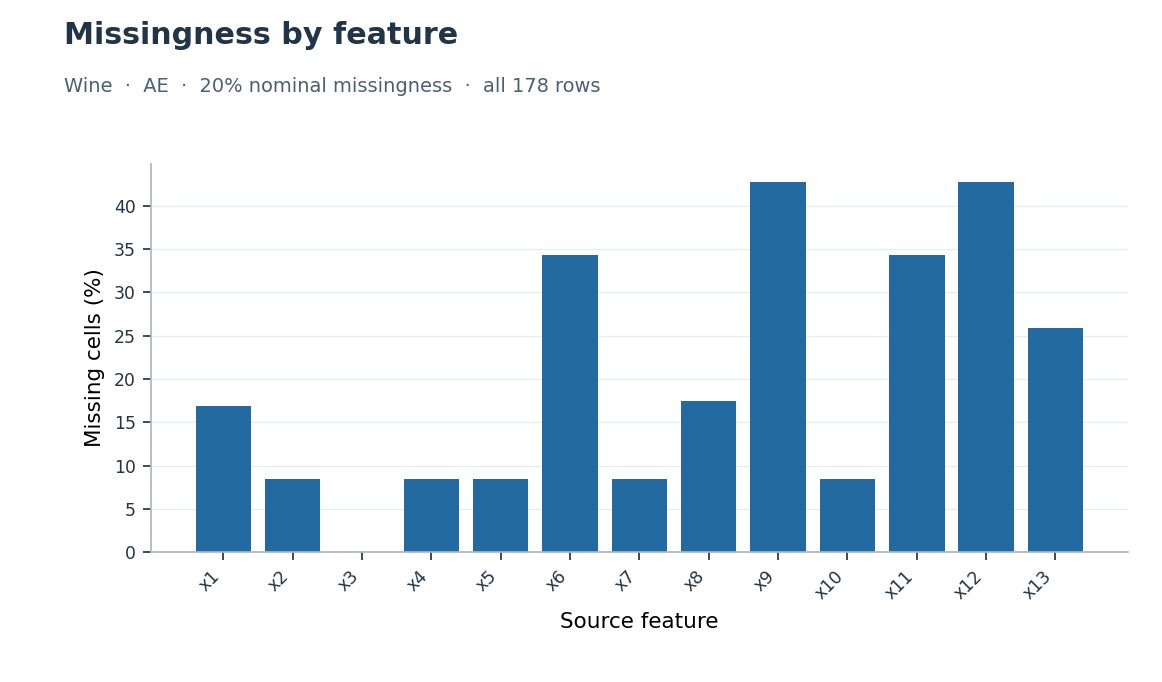 Missingness by feature
Wine · AE · 20% nominal missingness · all 178 rows
Missing cells (%)
40
35
30
25
20
15
10
5
0
x1 x2 x3 x4 x5 x6 x7 x8 x9 x10 x11 x12 x13
Source feature